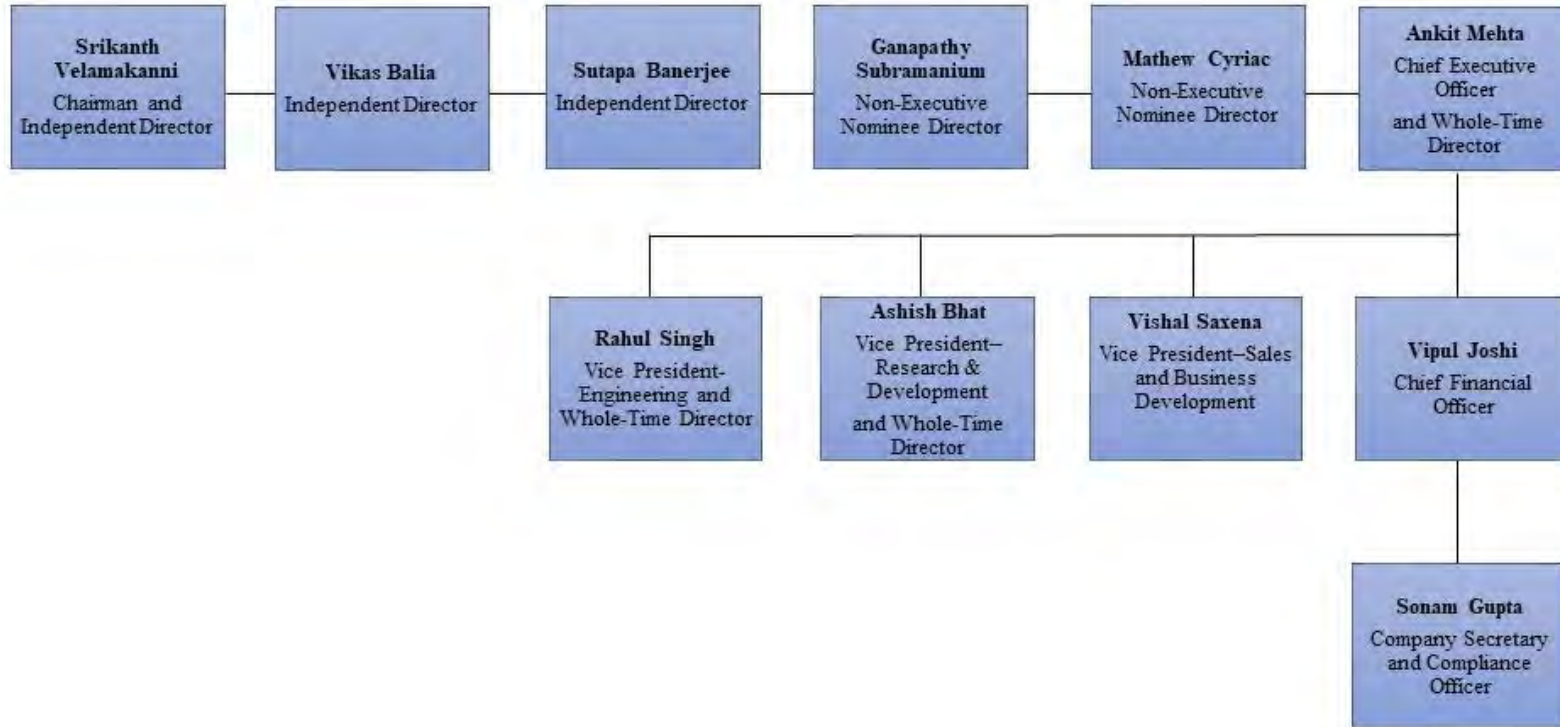 Srikanth
Velamakanni
Chairman and
Independent Director
Vikas Balia
Independent Director
Sutapa Banerjee
Independent Director
Ganapathy
Subramanium
Non-Executive
Nominee Director
Mathew Cyriac
Non-Executive
Nominee Director
Ankit Mehta
Chief Executive
Officer
and Whole-Time
Director
Rahul Singh
Vice President-
Engineering and
Whole-Time Director
Ashish Bhat
Vice President–
Research &
Development
and Whole-Time
Director
Vishal Saxena
Vice President–Sales
and Business
Development
Vipul Joshi
Chief Financial
Officer
Sonam Gupta
Company Secretary
and Compliance
Officer